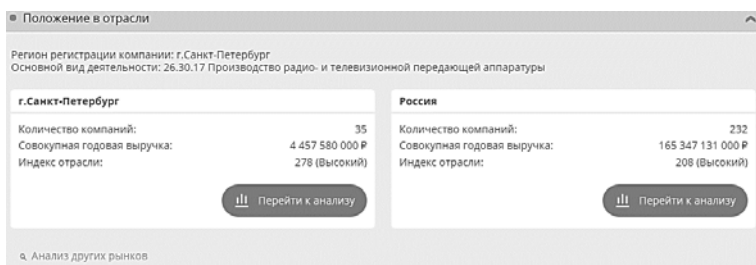 Положение в отрасли
Регион регистрации компании: г.Санкт-Петербург
Основной вид деятельности: 26.30.17 Производство радио- и телевизионной передающей аппаратуры
г.Санкт-Петербург
Количество компаний: 35
Совокупная годовая выручка: 4 457 580 000 ₽
Индекс отрасли: 278 (Высокий)
Перейти к анализу
Россия
Количество компаний: 232
Совокупная годовая выручка: 165 347 131 000 ₽
Индекс отрасли: 208 (Высокий)
Перейти к анализу
Анализ других рынков